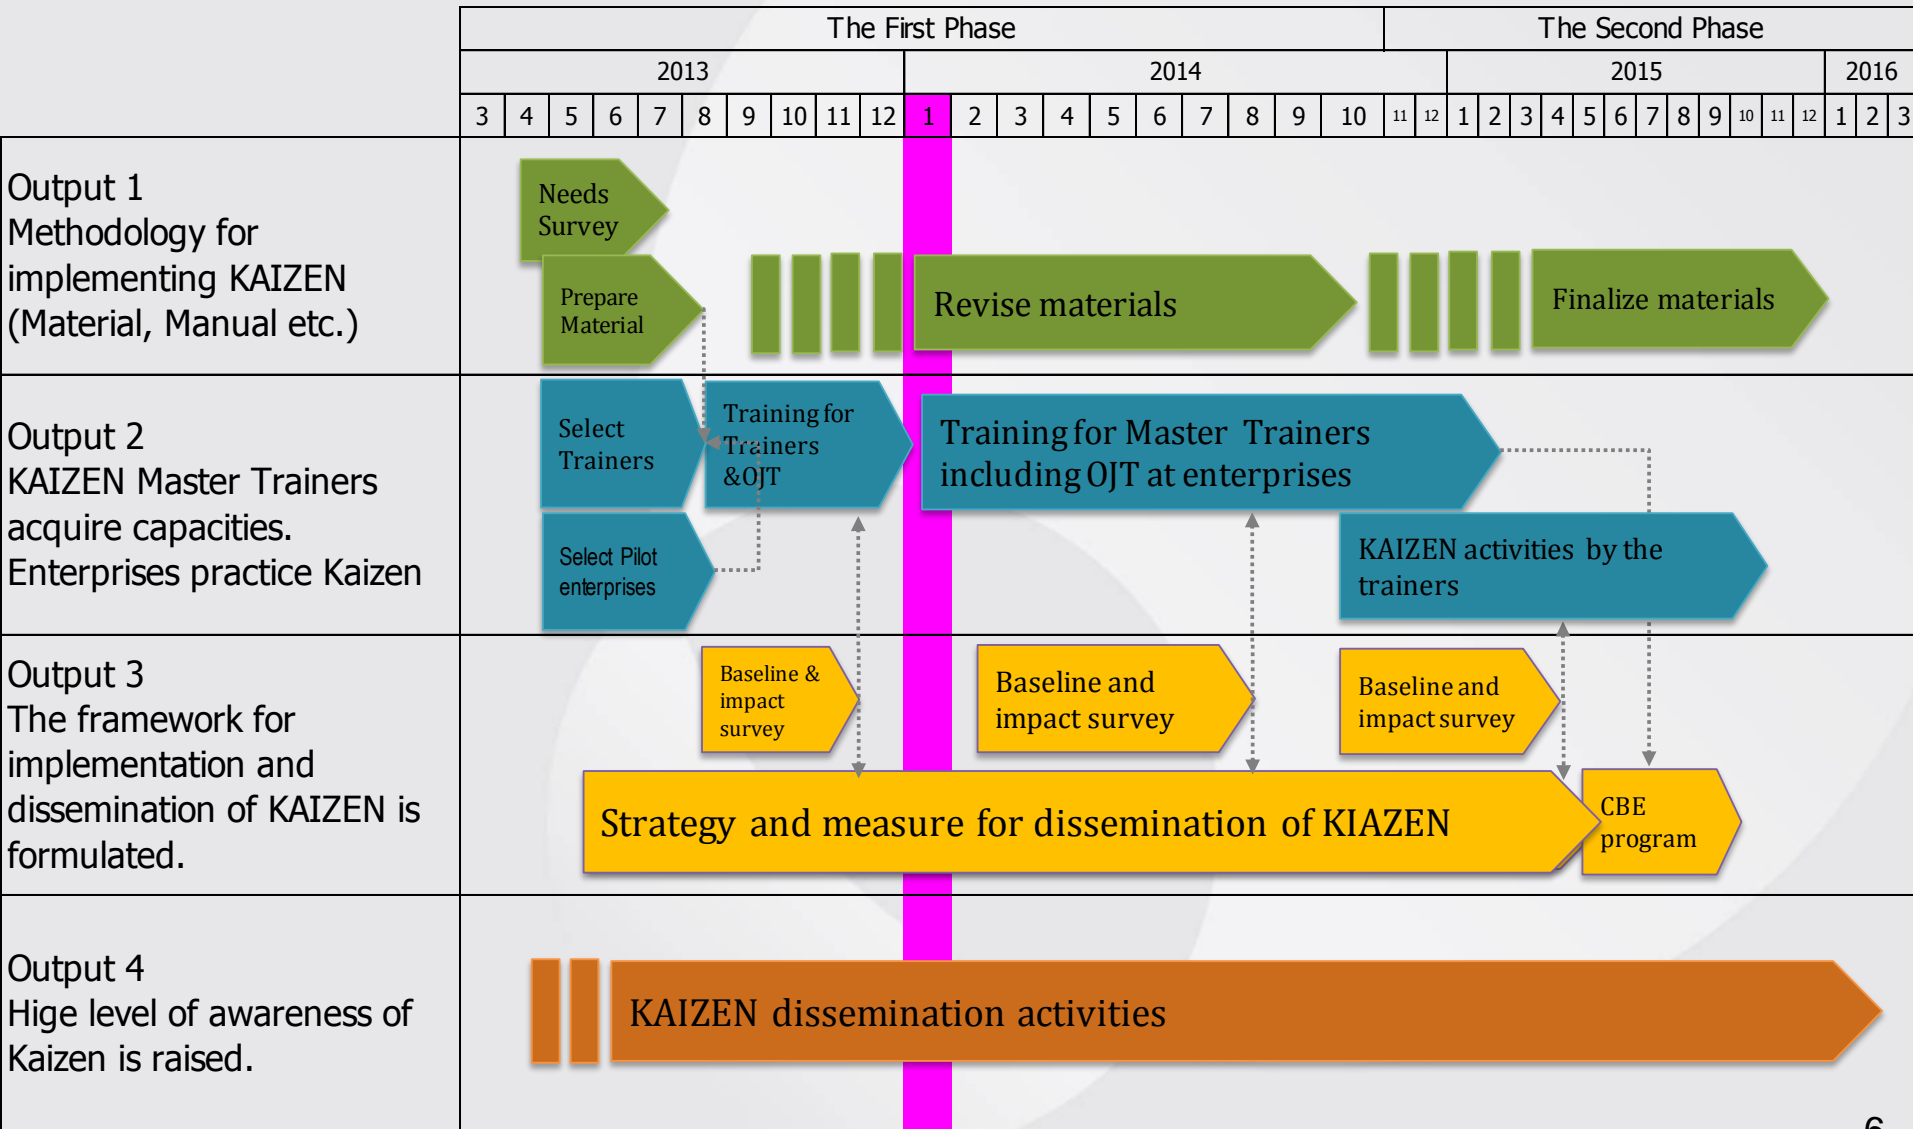 The First Phase
The Second Phase
2013
2014
2015
2016
3 4 5 6 7 8 9 10 11 12 1 2 3 4 5 6 7 8 9 10 11 12 1 2 3 4 5 6 7 8 9 10 11 12 1 2 3
Output 1
Methodology for
implementing KAIZEN
(Material, Manual etc.)
Needs
Survey
Prepare
Material
Revise materials
Finalize materials
Output 2
KAIZEN Master Trainers
acquire capacities.
Enterprises practice Kaizen
Select
Trainers
Training for
Trainers
&OJT
Training for Master Trainers
including OJT at enterprises
Select Pilot
enterprises
KAIZEN activities by the
trainers
Output 3
The framework for
implementation and
dissemination of KAIZEN is
formulated.
Baseline &
impact
survey
Baseline and
impact survey
Baseline and
impact survey
Strategy and measure for dissemination of KIAZEN
CBE
program
Output 4
Hige level of awareness of
Kaizen is raised.
KAIZEN dissemination activities
6